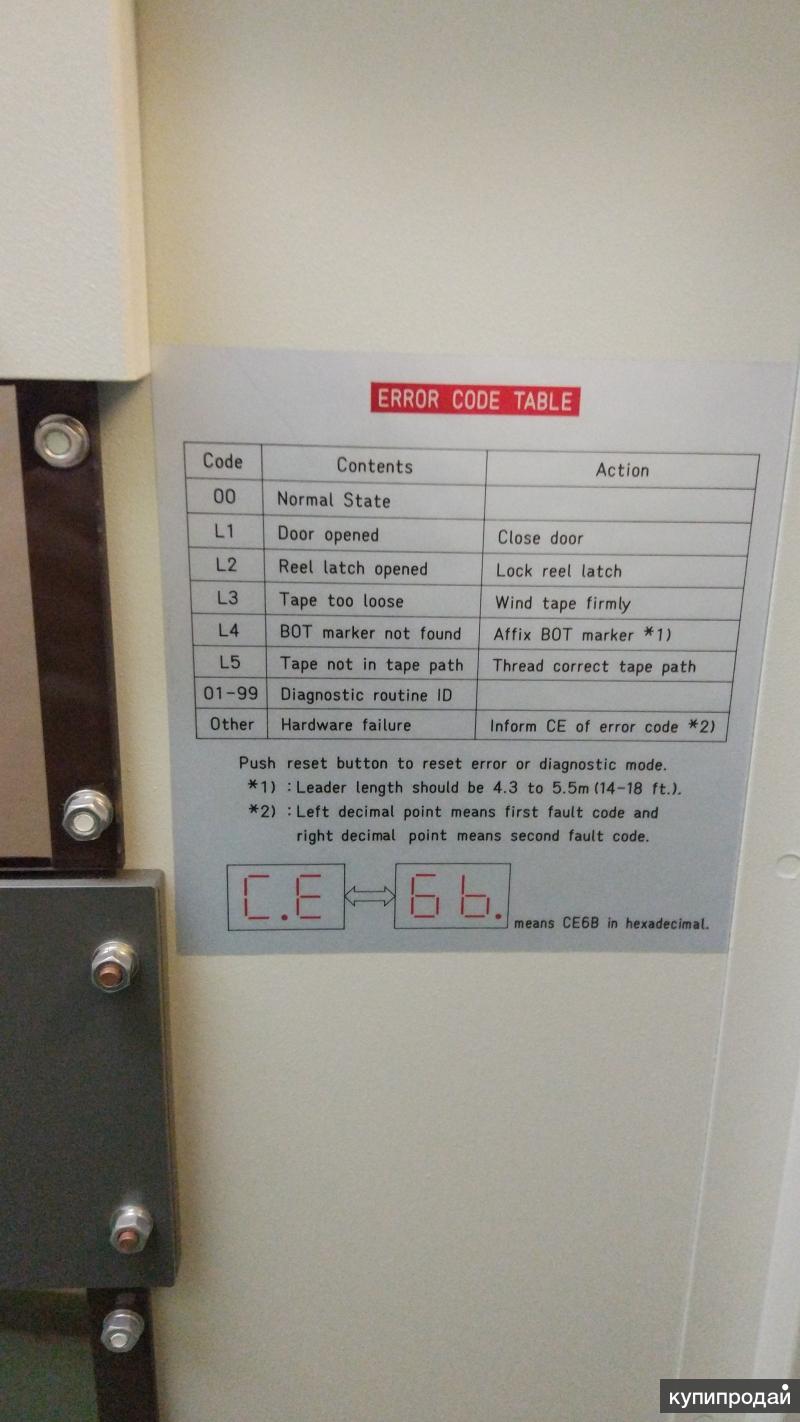 ERROR CODE TABLE
Code Contents Action
00 Normal State
L1 Door opened Close door
L2 Reel latch opened Lock reel latch
L3 Tape too loose Wind tape firmly
L4 BOT marker not found Affix BOT marker *1)
L5 Tape not in tape path Thread correct tape path
01-99 Diagnostic routine ID
Other Hardware failure Inform CE of error code *2)
Push reset button to reset error or diagnostic mode.
*1) : Leader length should be 4.3 to 5.5m (14-18 ft.).
*2) : Left decimal point means first fault code and
right decimal point means second fault code.
C.E 6b. means CE6B in hexadecimal.
купипродай